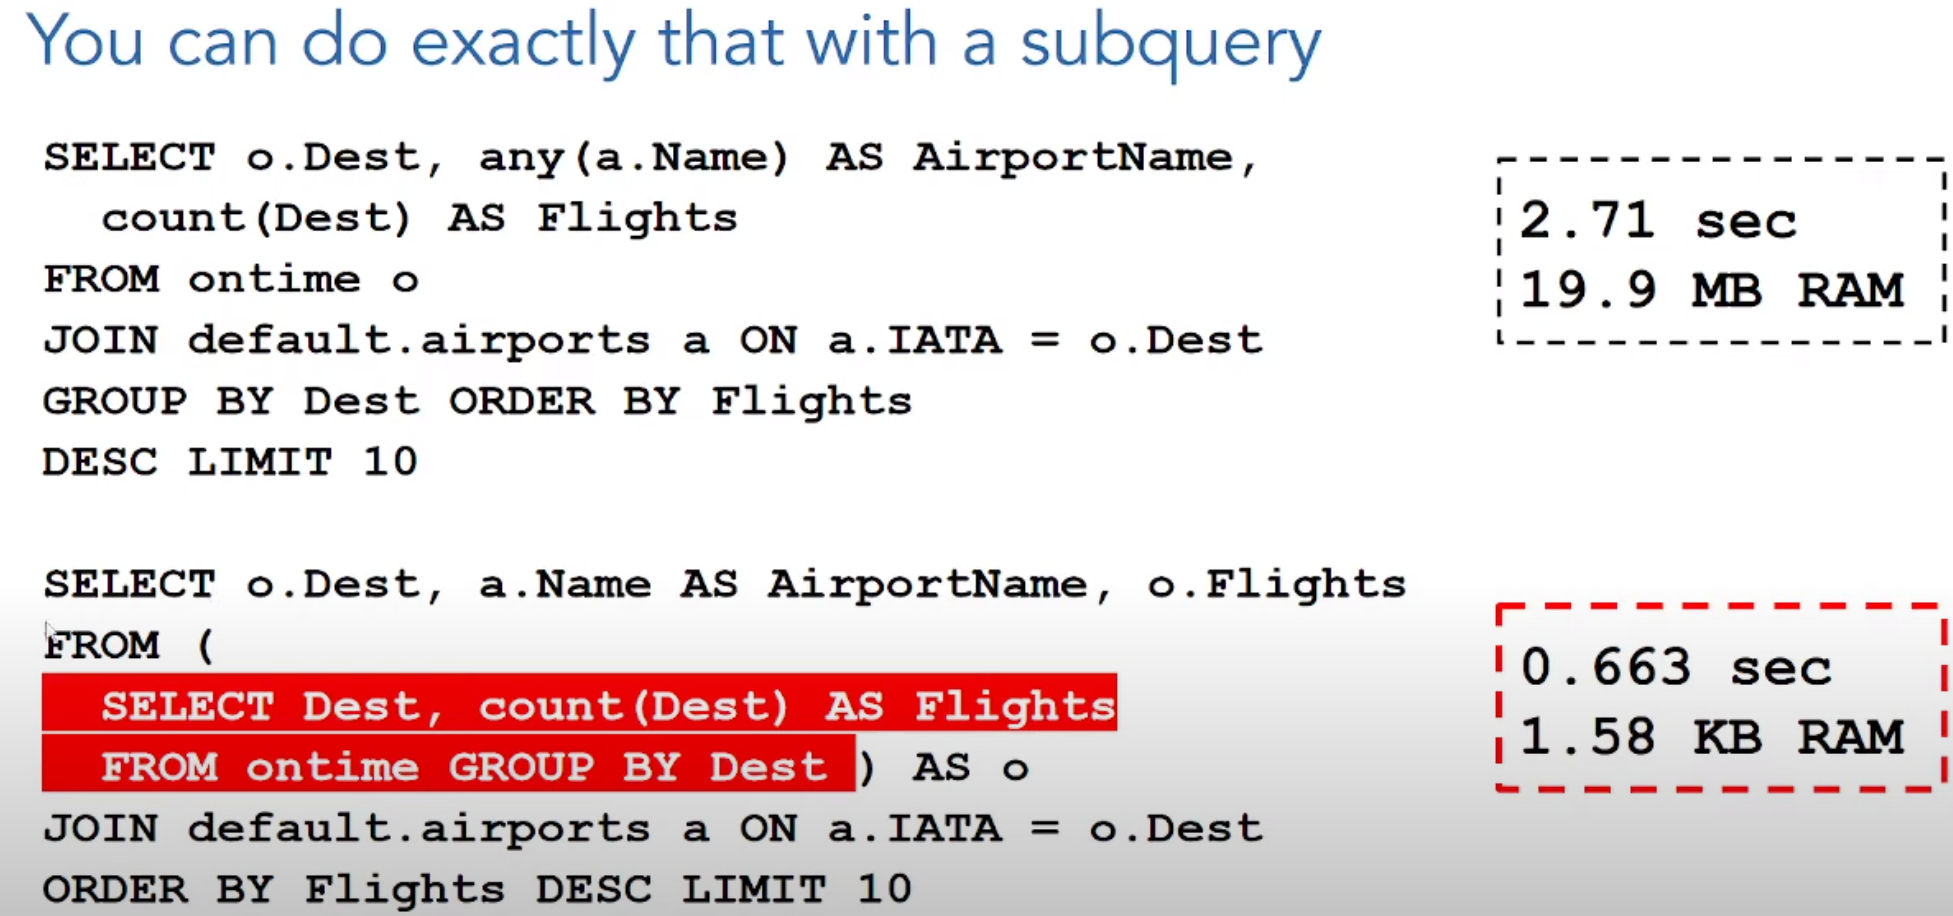 You can do exactly that with a subquery
SELECT o.Dest, any(a.Name) AS AirportName,
count(Dest) AS Flights
FROM ontime o
JOIN default.airports a ON a.IATA = o.Dest
GROUP BY Dest ORDER BY Flights
DESC LIMIT 10
2.71 sec
19.9 MB RAM
SELECT o.Dest, a.Name AS AirportName, o.Flights
FROM (
SELECT Dest, count(Dest) AS Flights
FROM ontime GROUP BY Dest ) AS o
JOIN default.airports a ON a.IATA = o.Dest
ORDER BY Flights DESC LIMIT 10
0.663 sec
1.58 KB RAM